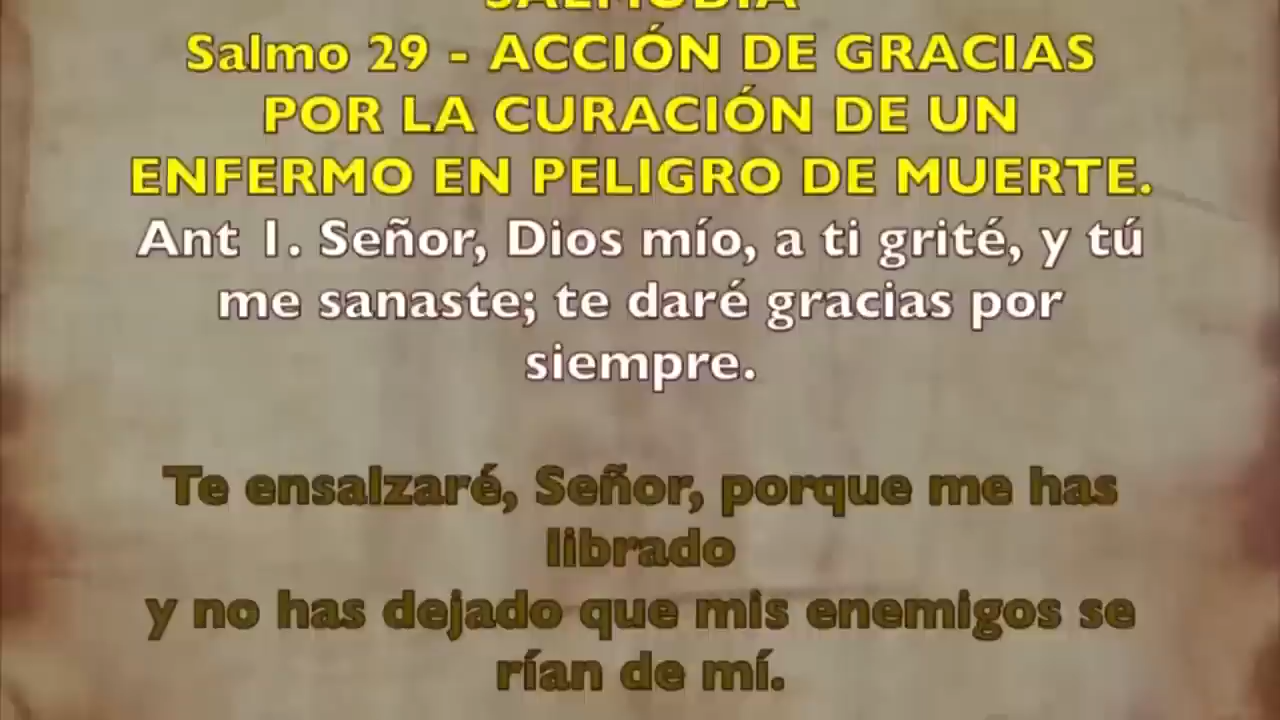 SALMODIA
Salmo 29 - ACCIÓN DE GRACIAS
POR LA CURACIÓN DE UN
ENFERMO EN PELIGRO DE MUERTE.
Ant 1. Señor, Dios mío, a ti grité, y tú
me sanaste; te daré gracias por
siempre.
Te ensalzaré, Señor, porque me has
librado
y no has dejado que mis enemigos se
rían de mí.